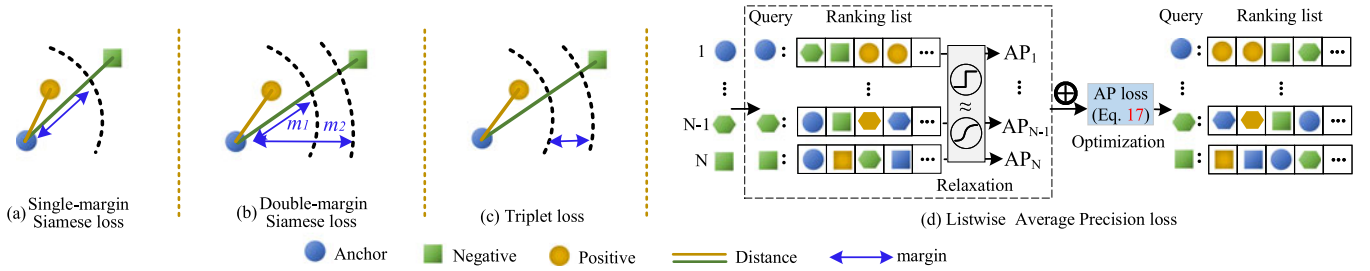 m1
m2
(a) Single-margin
Siamese loss
(b) Double-margin
Siamese loss
(c) Triplet loss
Query
Ranking list
1
:
...
AP1
...
...
...
N-1
:
...
≈
APN-1
N
:
...
APN
Relaxation
⊕
AP loss
(Eq. 17)
Optimization
Query
Ranking list
:
...
...
...
:
...
:
...
(d) Listwise Average Precision loss
Anchor
Negative
Positive
Distance
margin